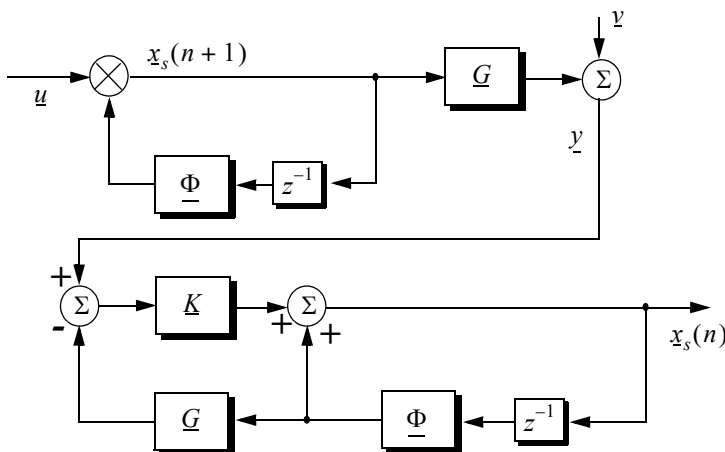 v
x_s(n + 1)
G
Σ
u
y
Φ
z⁻¹
+
Σ
-
K
+
Σ
+
x_s(n)
G
Φ
z⁻¹